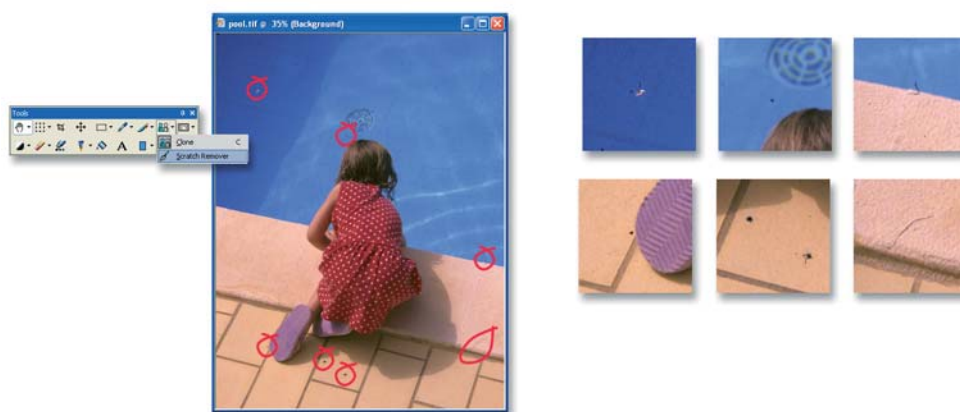 pool.tif @ 35% (Background)
Tools
Clone C
Scratch Remover